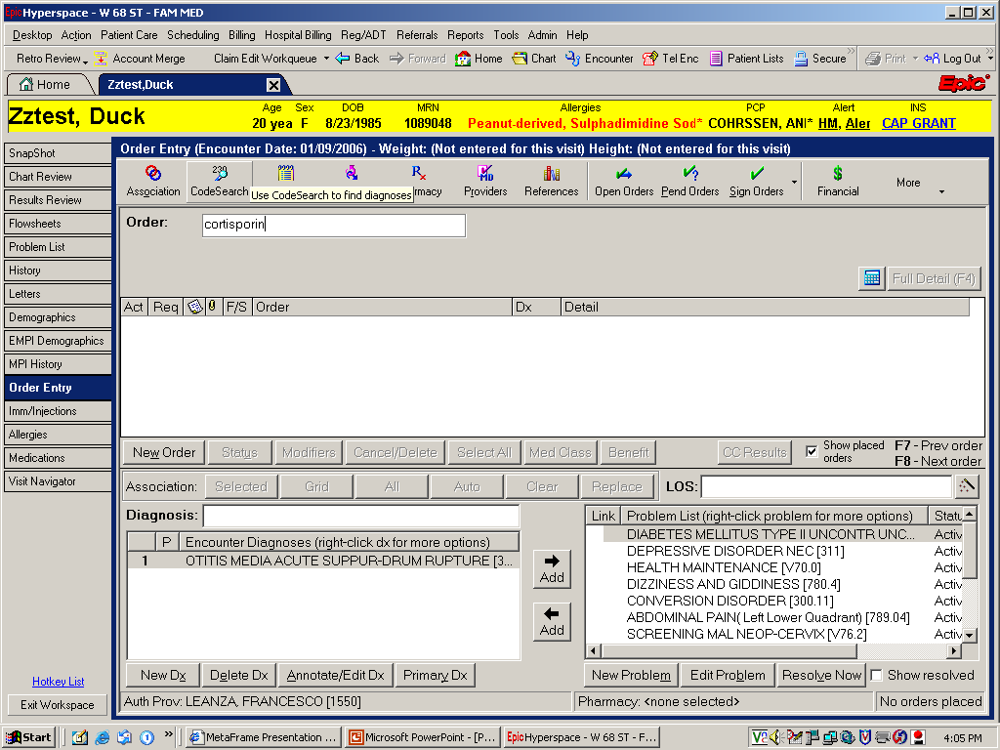 Epic Hyperspace - W 68 ST - FAM MED
Desktop Action Patient Care Scheduling Billing Hospital Billing Reg/ADT Referrals Reports Tools Admin Help
Retro Review Account Merge Claim Edit Workqueue Back Forward Home Chart Encounter Tel Enc Patient Lists Secure » Print Log Out »
Home Zztest,Duck Epic
Age Sex DOB MRN Allergies PCP Alert INS
Zztest, Duck 20 yea F 8/23/1985 1089048 Peanut-derived, Sulphadimidine Sod* COHRSSEN, ANI* HM, Aler CAP GRANT
SnapShot
Chart Review
Results Review
Flowsheets
Problem List
History
Letters
Demographics
EMPI Demographics
MPI History
Order Entry
Imm/Injections
Allergies
Medications
Visit Navigator
Hotkey List
Exit Workspace
Order Entry (Encounter Date: 01/09/2006) - Weight: (Not entered for this visit) Height: (Not entered for this visit)
Association CodeSearch rmacy Providers References Open Orders Pend Orders Sign Orders Financial More
Use CodeSearch to find diagnoses
Order: cortisporin
Full Detail (F4)
Act Req F/S Order Dx Detail
New Order Status Modifiers Cancel/Delete Select All Med Class Benefit CC Results Show placed orders F7 - Prev order
F8 - Next order
Association: Selected Grid All Auto Clear Replace LOS:
Diagnosis:
P Encounter Diagnoses (right-click dx for more options)
1 OTITIS MEDIA ACUTE SUPPUR-DRUM RUPTURE [3...
Add
Add
Link Problem List (right-click problem for more options) Statu
DIABETES MELLITUS TYPE II UNCONTR UNC... Activ
DEPRESSIVE DISORDER NEC [311] Activ
HEALTH MAINTENANCE [V70.0] Activ
DIZZINESS AND GIDDINESS [780.4] Activ
CONVERSION DISORDER [300.11] Activ
ABDOMINAL PAIN( Left Lower Quadrant) [789.04] Activ
SCREENING MAL NEOP-CERVIX [V76.2] Activ
New Dx Delete Dx Annotate/Edit Dx Primary Dx New Problem Edit Problem Resolve Now Show resolved
Auth Prov: LEANZA, FRANCESCO [1550] Pharmacy: <none selected> No orders placed
Start » MetaFrame Presentation ... Microsoft PowerPoint - [P... Epic Hyperspace - W 68 ST - F... 4:05 PM